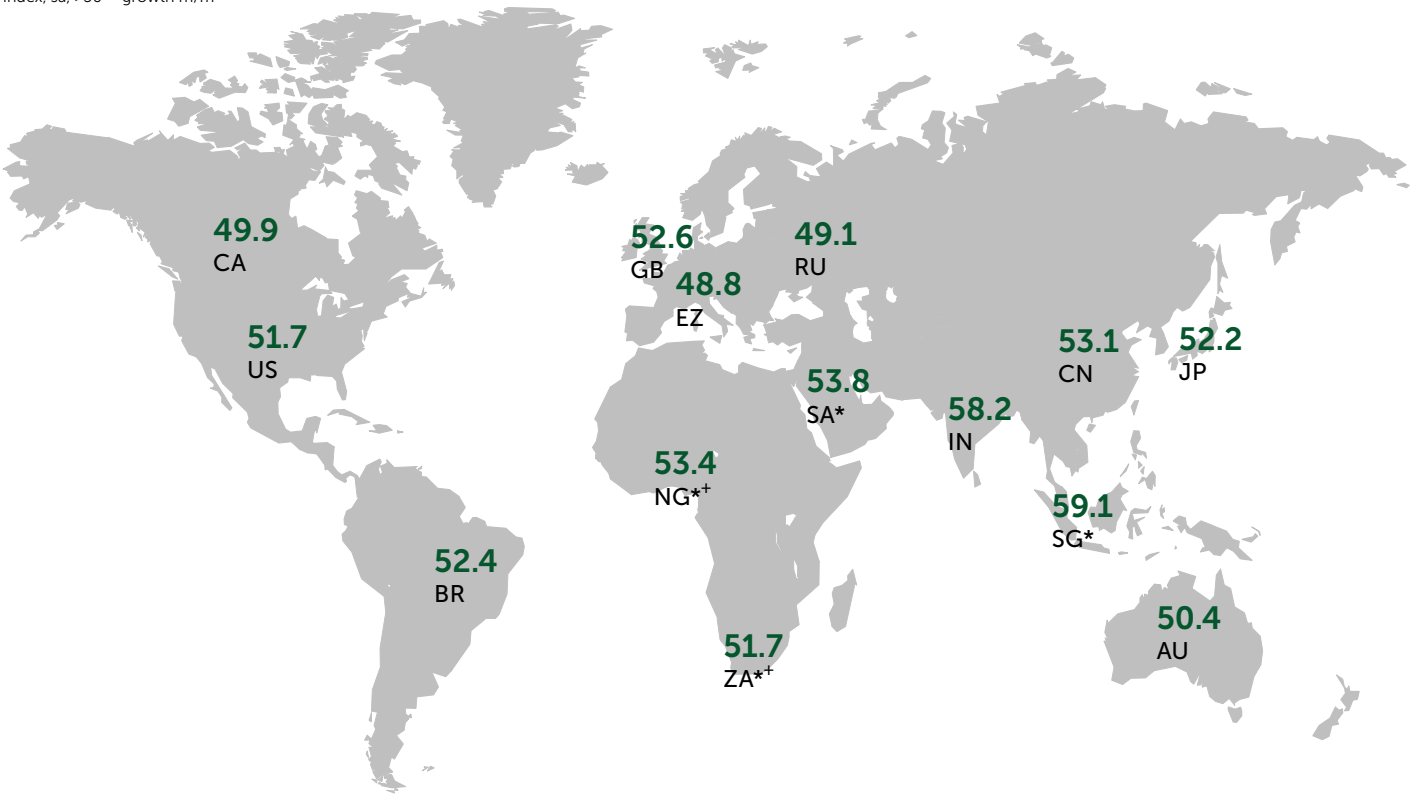 49.9
CA
51.7
US
52.6
GB
48.8
EZ
49.1
RU
53.1
CN
52.2
JP
53.8
SA*
58.2
IN
53.4
NG*+
59.1
SG*
52.4
BR
50.4
AU
51.7
ZA*+